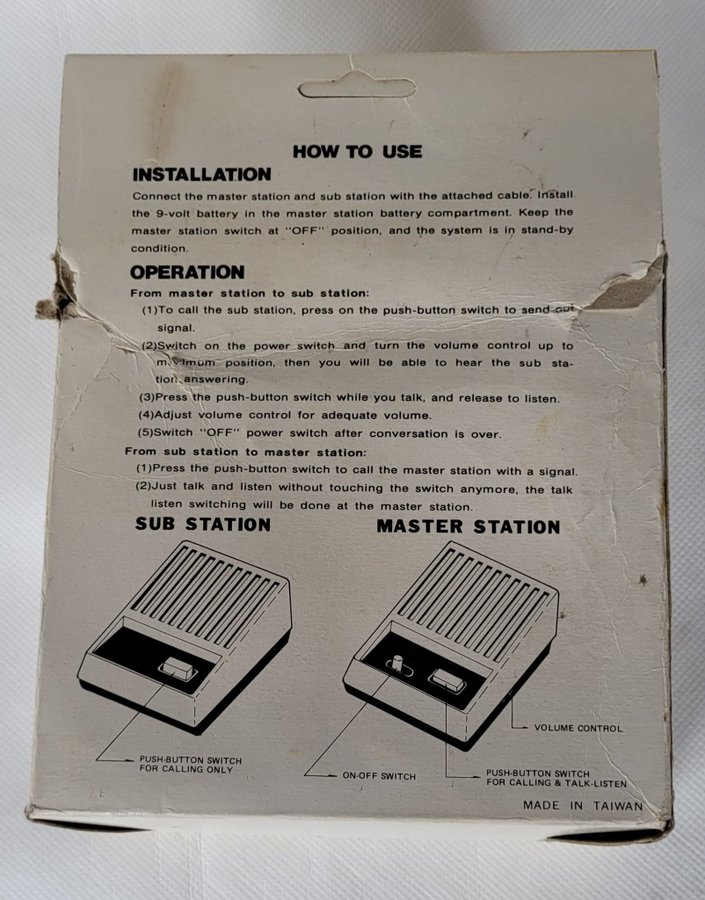 HOW TO USE
INSTALLATION
Connect the master station and sub station with the attached cable. Install
the 9-volt battery in the master station battery compartment. Keep the
master station switch at "OFF" position, and the system is in stand-by
condition.
OPERATION
From master station to sub station:
(1)To call the sub station, press on the push-button switch to send out
signal.
(2)Switch on the power switch and turn the volume control up to
maximum position, then you will be able to hear the sub sta-
tion answering.
(3)Press the push-button switch while you talk, and release to listen.
(4)Adjust volume control for adequate volume.
(5)Switch "OFF" power switch after conversation is over.
From sub station to master station:
(1)Press the push-button switch to call the master station with a signal.
(2)Just talk and listen without touching the switch anymore, the talk
listen switching will be done at the master station.
SUB STATION MASTER STATION
VOLUME CONTROL
PUSH-BUTTON SWITCH
FOR CALLING ONLY
ON-OFF SWITCH
PUSH-BUTTON SWITCH
FOR CALLING & TALK-LISTEN
MADE IN TAIWAN